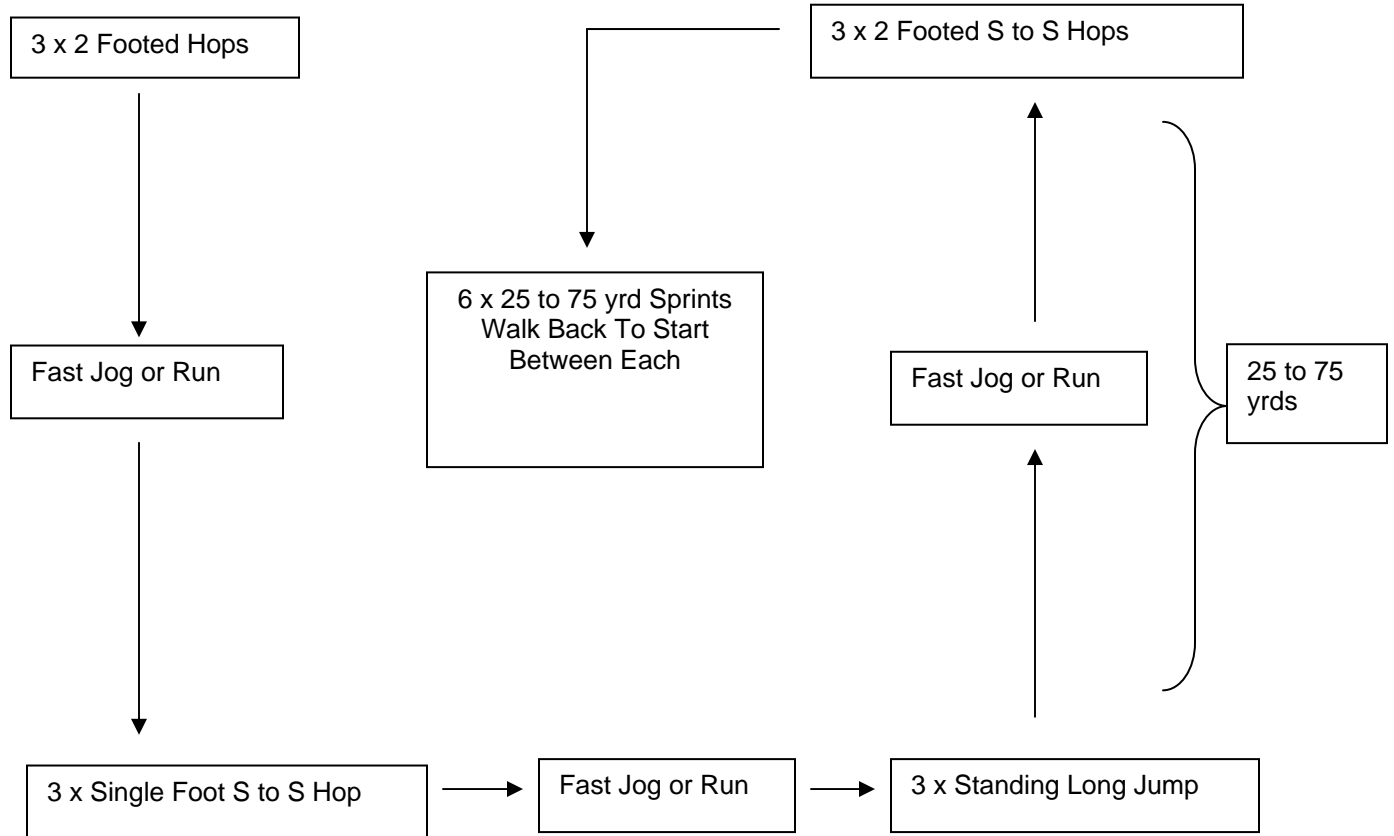 3 x 2 Footed Hops
3 x 2 Footed S to S Hops
6 x 25 to 75 yrd Sprints
Walk Back To Start
Between Each
Fast Jog or Run
Fast Jog or Run
25 to 75
yrds
3 x Single Foot S to S Hop
Fast Jog or Run
3 x Standing Long Jump